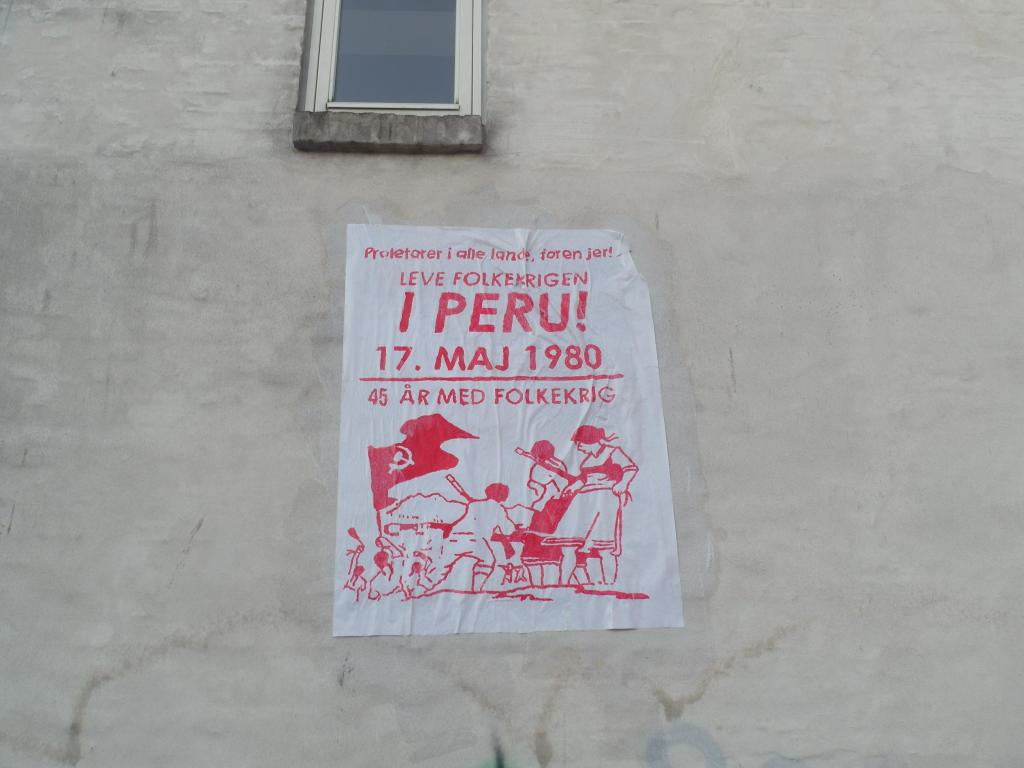 Proletarer i alle lande, foren jer!
LEVE FOLKEKRIGEN
I PERU!
17. MAJ 1980
45 ÅR MED FOLKEKRIG